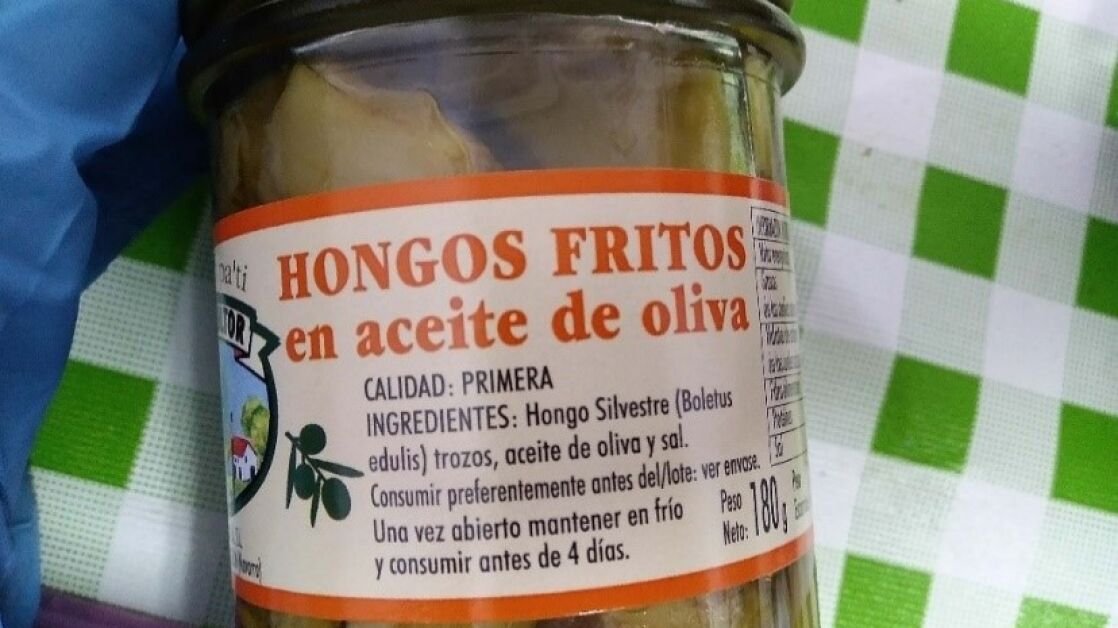 HONGOS FRITOS
en aceite de oliva
CALIDAD: PRIMERA
INGREDIENTES: Hongo Silvestre (Boletus
edulis) trozos, aceite de oliva y sal.
Consumir preferentemente antes del/lote: ver envase.
Una vez abierto mantener en frío
y consumir antes de 4 días.
Peso
Neto: 180g